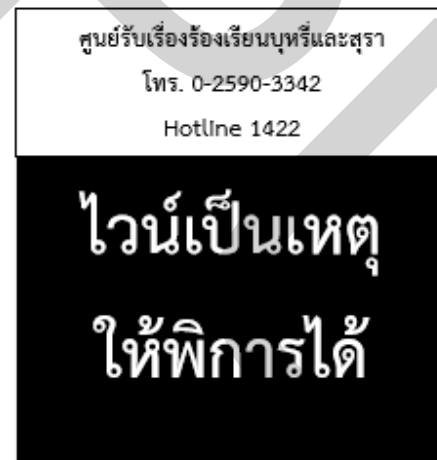 ศูนย์รับเรื่องร้องเรียนบุหรี่และสุรา
โทร. 0-2590-3342
Hotline 1422
ไวน์เป็นเหตุ
ให้พิการได้